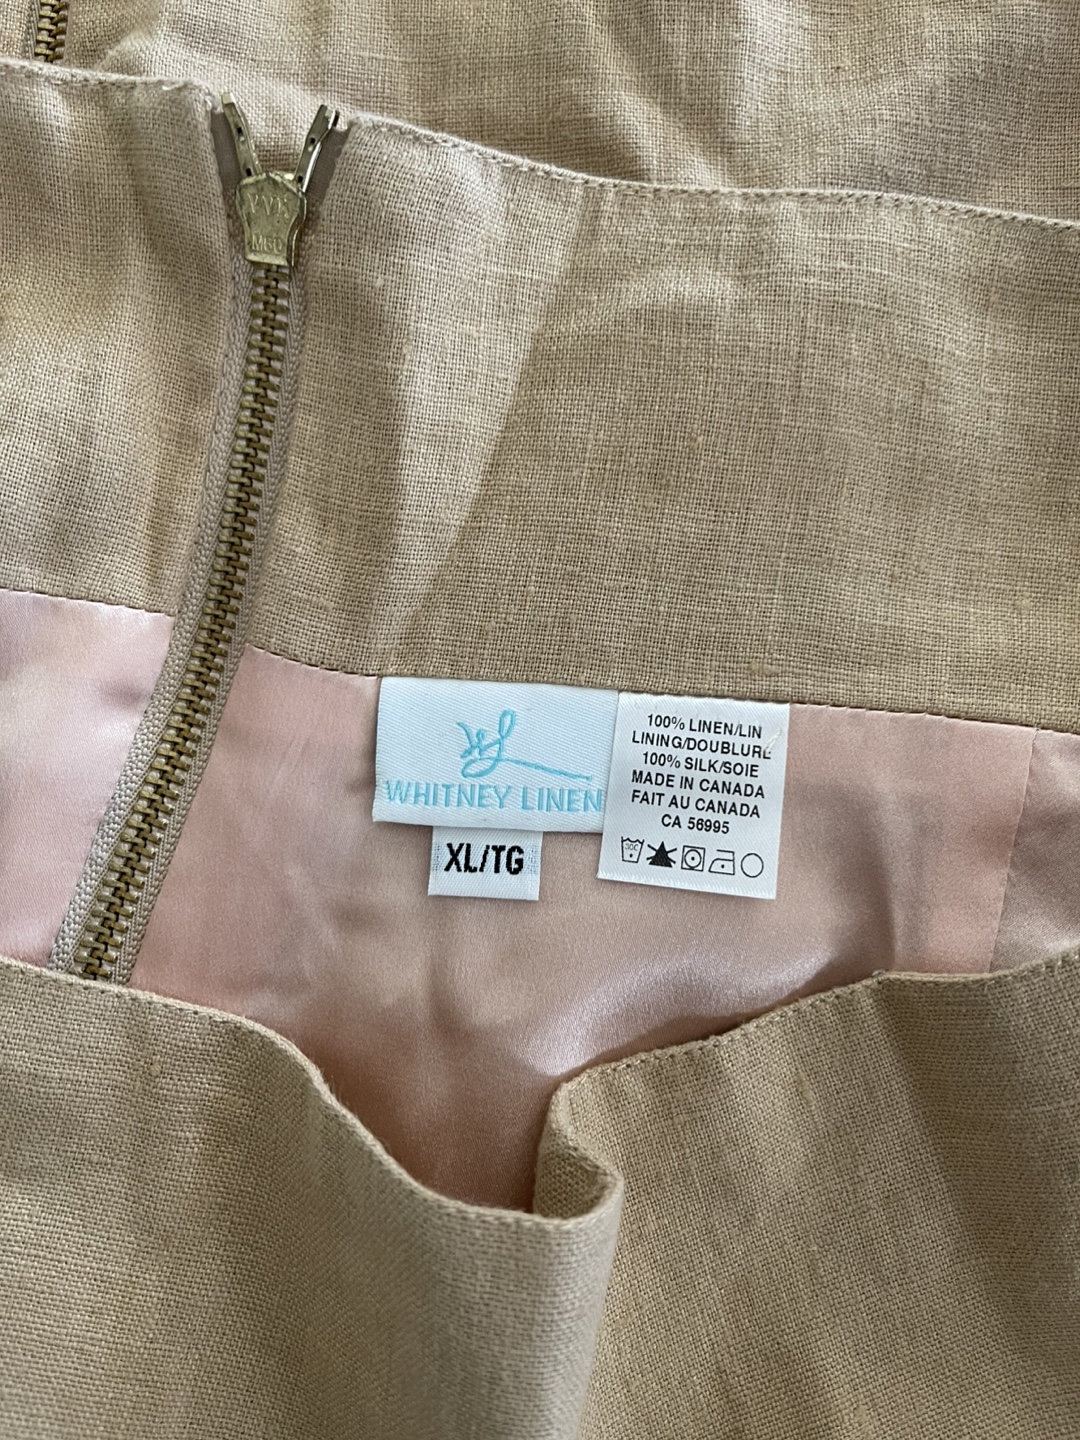 WHITNEY LINEN
XL/TG
100% LINEN/LIN
LINING/DOUBLURE
100% SILK/SOIE
MADE IN CANADA
FAIT AU CANADA
CA 56995